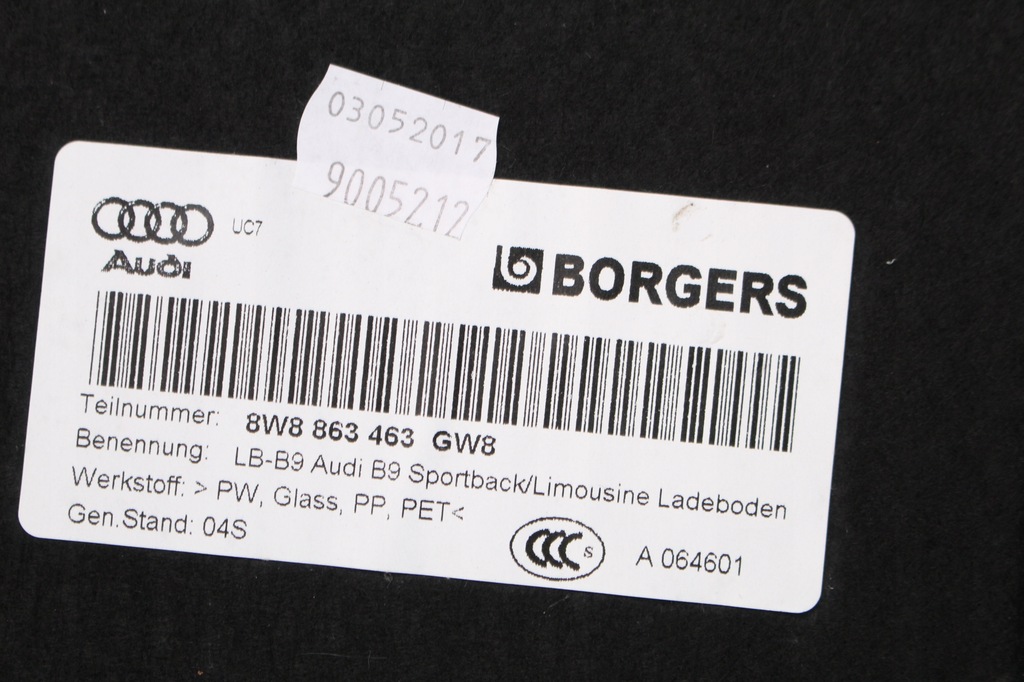 03052017
9005212
UC7
Audi
BORGERS
Teilnummer: 8W8 863 463 GW8
Benennung: LB-B9 Audi B9 Sportback/Limousine Ladeboden
Werkstoff: > PW, Glass, PP, PET<
Gen.Stand: 04S
CCC S
A 064601